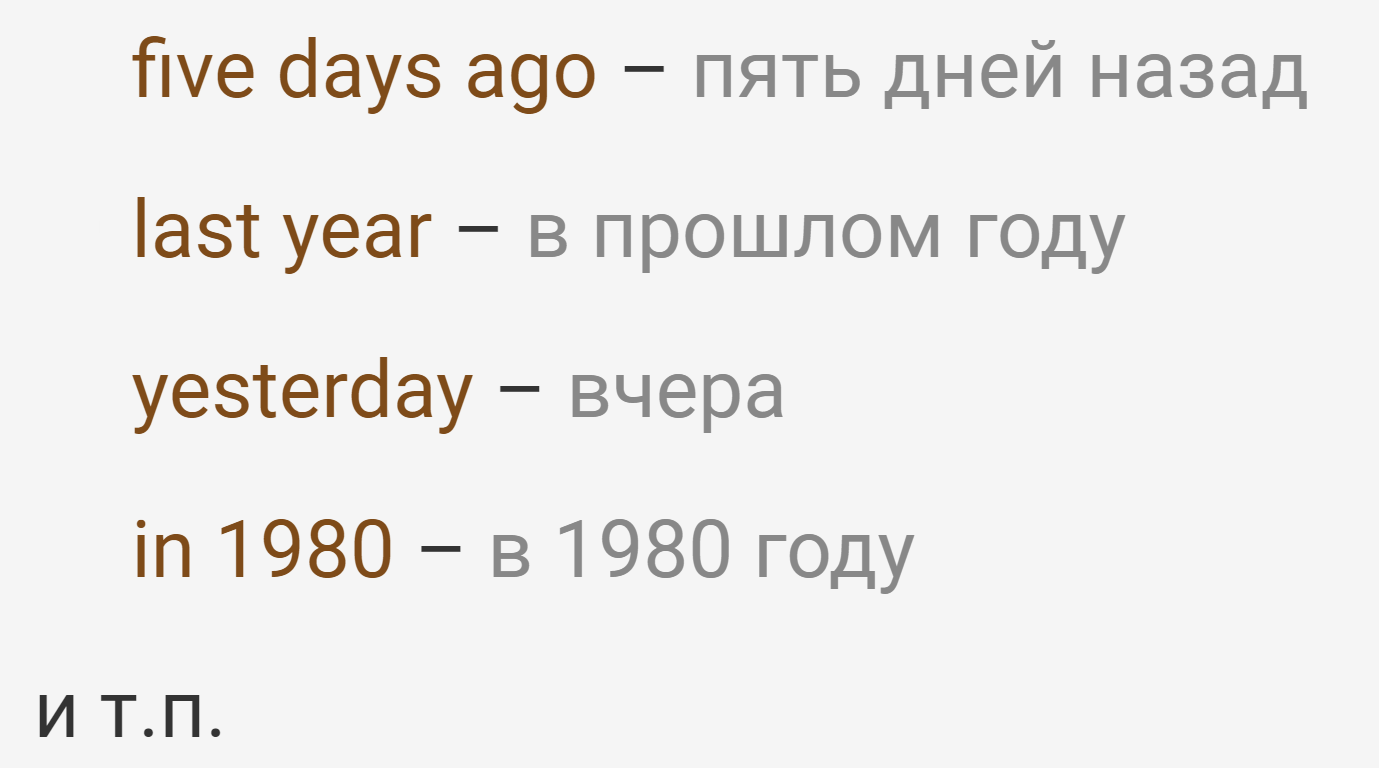 five days ago – пять дней назад
last year – в прошлом году
yesterday – вчера
in 1980 – в 1980 году
и т.п.